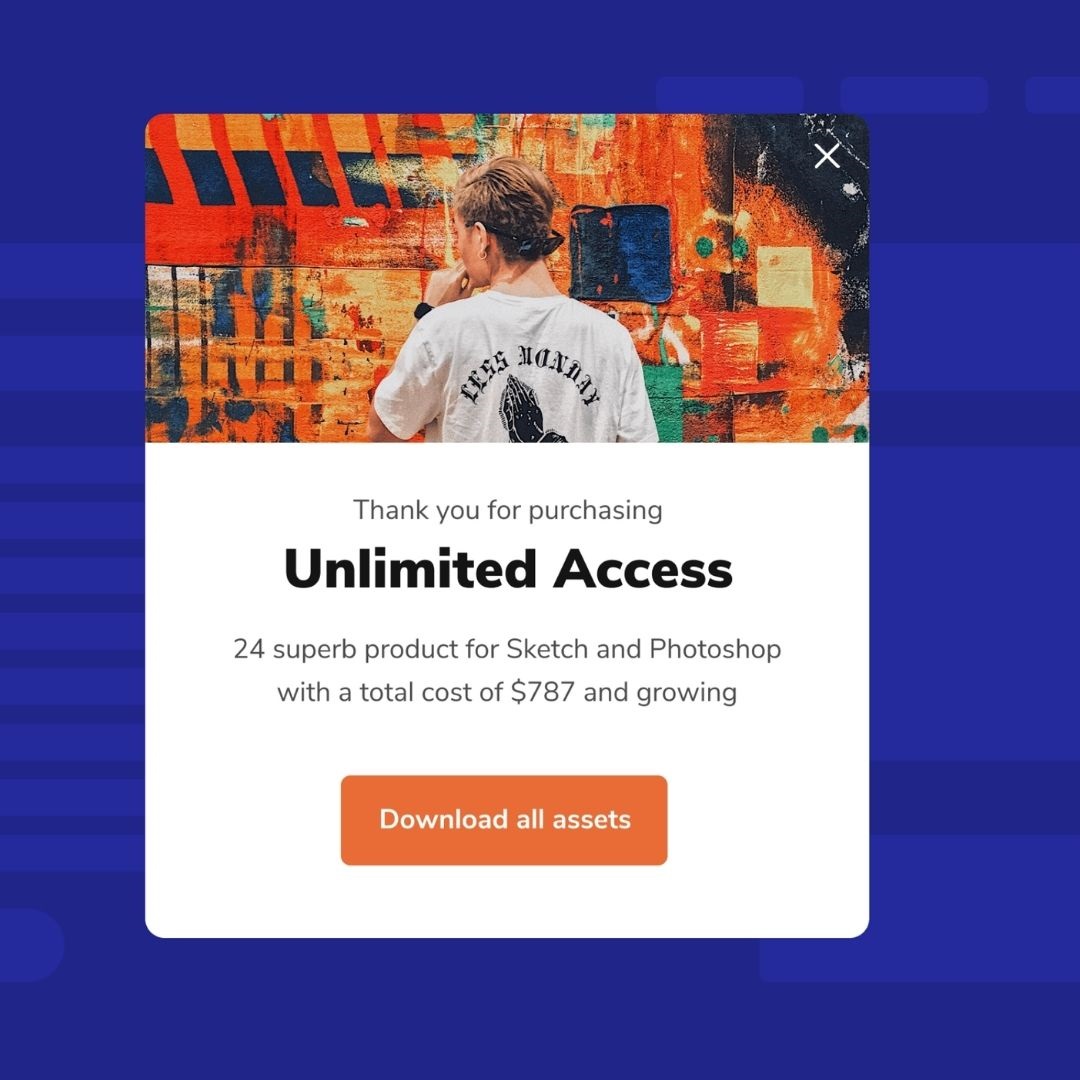 LESS MONDAY
Thank you for purchasing
Unlimited Access
24 superb product for Sketch and Photoshop
with a total cost of $787 and growing
Download all assets